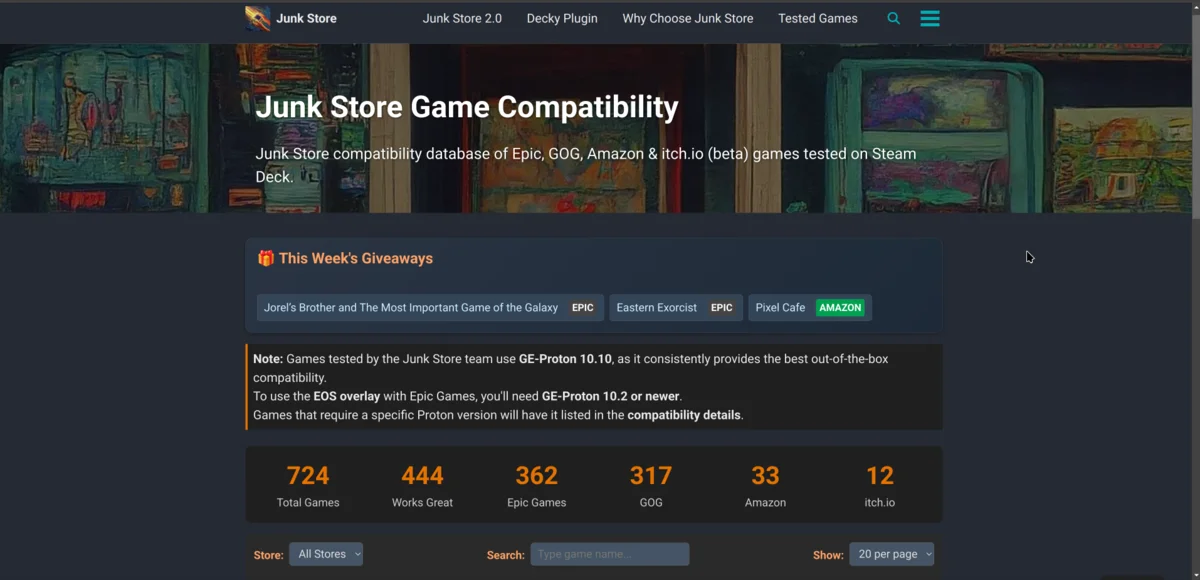 Junk Store
Junk Store 2.0
Decky Plugin
Why Choose Junk Store
Tested Games
Junk Store Game Compatibility
Junk Store compatibility database of Epic, GOG, Amazon & itch.io (beta) games tested on Steam
Deck.
This Week's Giveaways
Jorel's Brother and The Most Important Game of the Galaxy EPIC
Eastern Exorcist EPIC
Pixel Cafe AMAZON
Note: Games tested by the Junk Store team use GE-Proton 10.10, as it consistently provides the best out-of-the-box
compatibility.
To use the EOS overlay with Epic Games, you'll need GE-Proton 10.2 or newer.
Games that require a specific Proton version will have it listed in the compatibility details.
724
Total Games
444
Works Great
362
Epic Games
317
GOG
33
Amazon
12
itch.io
Store: All Stores
Search: Type game name...
Show: 20 per page